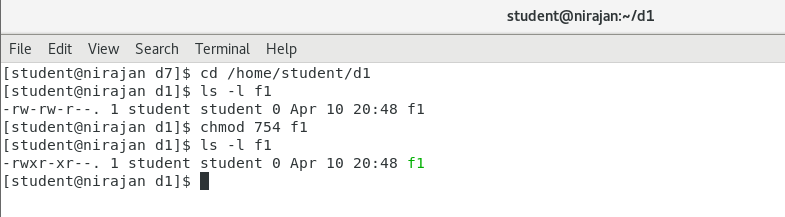 student@nirajan:~/d1
File Edit View Search Terminal Help
[student@nirajan d7]$ cd /home/student/d1
[student@nirajan d1]$ ls -l f1
-rw-rw-r--. 1 student student 0 Apr 10 20:48 f1
[student@nirajan d1]$ chmod 754 f1
[student@nirajan d1]$ ls -l f1
-rwxr-xr--. 1 student student 0 Apr 10 20:48 f1
[student@nirajan d1]$